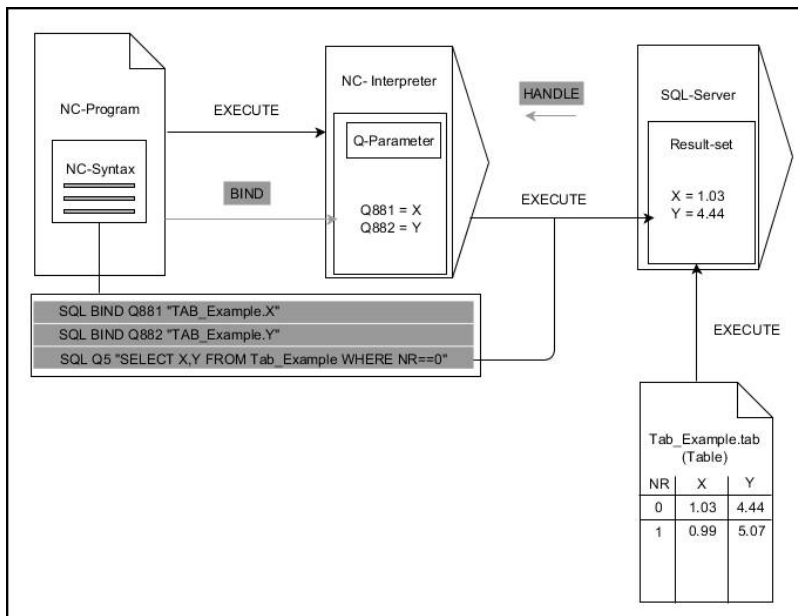 NC-Program
NC-Syntax
EXECUTE
BIND
NC- Interpreter
Q-Parameter
Q881 = X
Q882 = Y
HANDLE
EXECUTE
SQL-Server
Result-set
X = 1.03
Y = 4.44
SQL BIND Q881 "TAB_Example.X"
SQL BIND Q882 "TAB_Example.Y"
SQL Q5 "SELECT X,Y FROM Tab_Example WHERE NR==0"
EXECUTE
Tab_Example.tab
(Table)
NR X Y
0 1.03 4.44
1 0.99 5.07